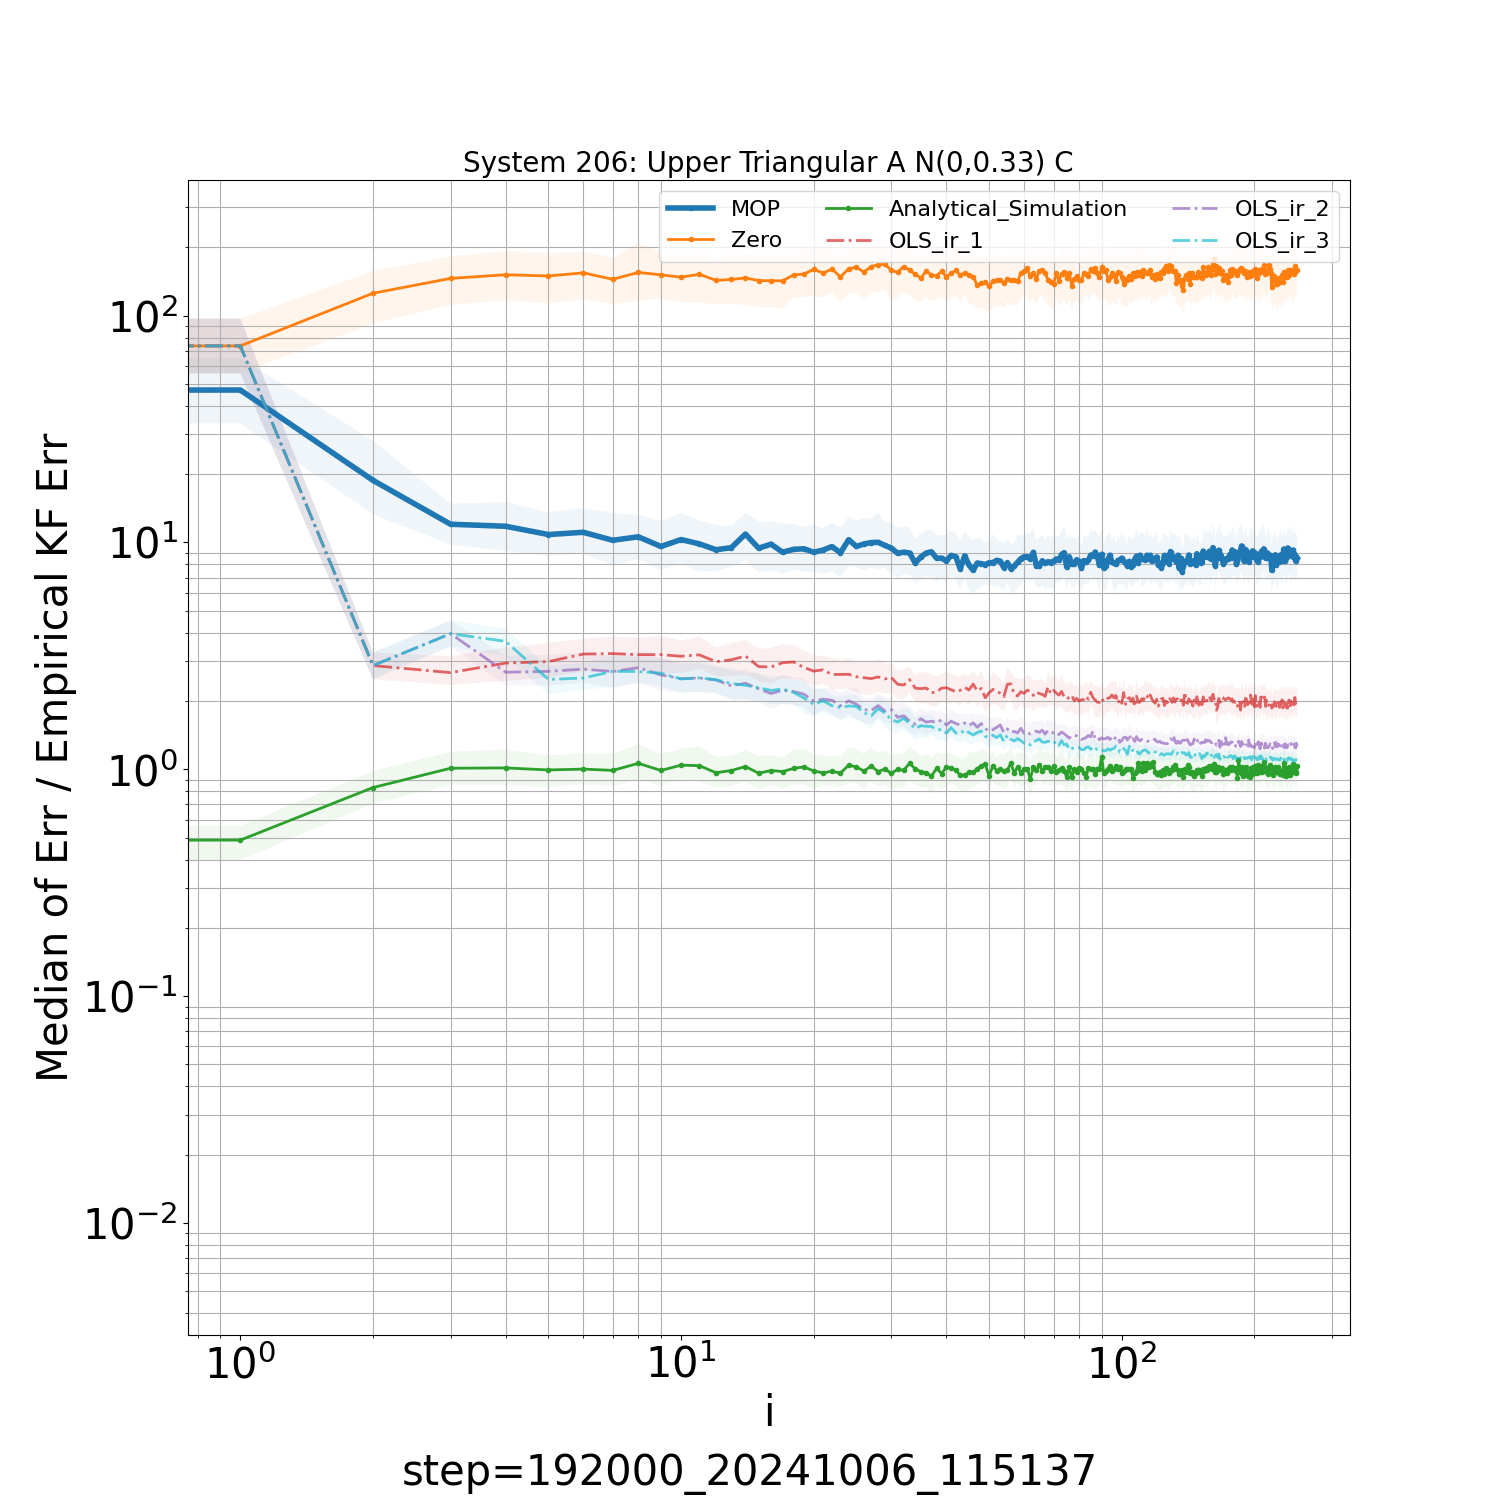 System 206: Upper Triangular A N(0,0.33) C
MOP
Zero
Analytical_Simulation
OLS_ir_1
OLS_ir_2
OLS_ir_3
Median of Err / Empirical KF Err
10²
10¹
10⁰
10⁻¹
10⁻²
10⁰ 10¹ 10²
i
step=192000_20241006_115137